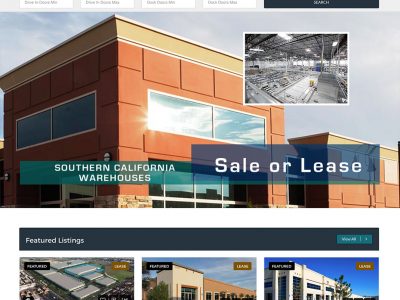 Drive In Doors Min
Drive In Doors Max
Dock Doors Min
Dock Doors Max
SEARCH
SOUTHERN CALIFORNIA
WAREHOUSES
Sale or Lease
Featured Listings
View All
FEATURED
LEASE
FEATURED
LEASE
FEATURED
LEASE